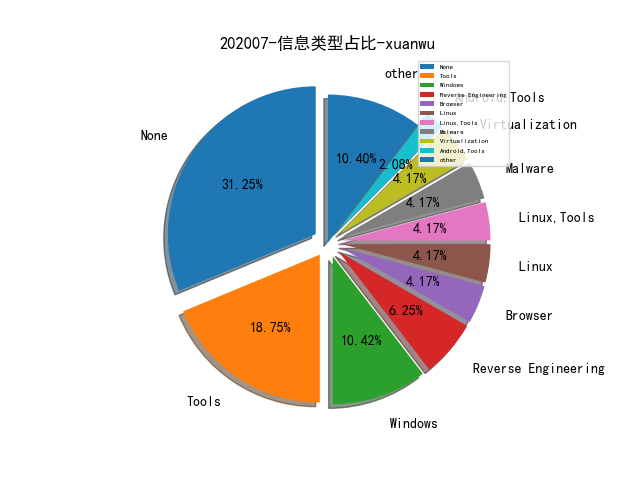 202007-信息类型占比-xuanwu
None
31.25%
Tools
18.75%
Windows
10.42%
Reverse Engineering
6.25%
Browser
4.17%
Linux
4.17%
Linux,Tools
4.17%
Malware
4.17%
Virtualization
4.17%
Android,Tools
2.08%
other
10.40%
None
Tools
Windows
Reverse Engineering
Browser
Linux
Linux,Tools
Malware
Virtualization
Android,Tools
other